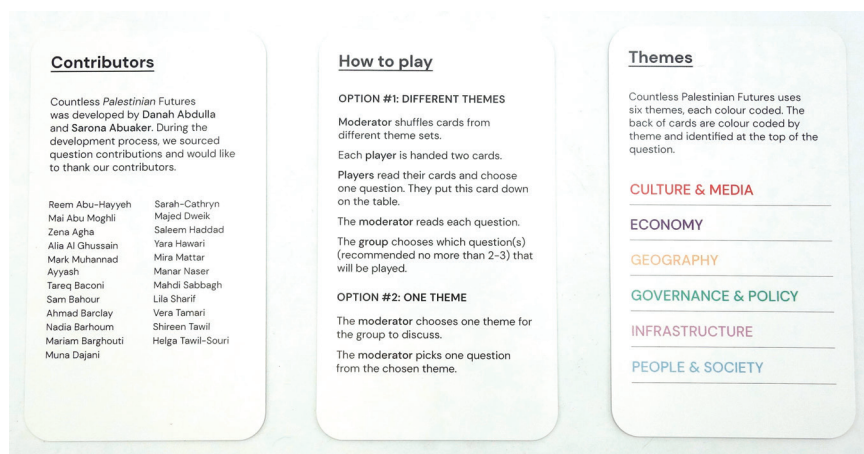 Contributors
Countless Palestinian Futures
was developed by Danah Abdulla
and Sarona Abuaker. During the
development process, we sourced
question contributions and would like
to thank our contributors.
Reem Abu-Hayyeh
Mai Abu Moghli
Zena Agha
Alia Al Ghussain
Mark Muhannad
Ayyash
Tareq Baconi
Sam Bahour
Ahmad Barclay
Nadia Barhoum
Mariam Barghouti
Muna Dajani
Sarah-Cathryn
Majed Dweik
Saleem Haddad
Yara Hawari
Mira Mattar
Manar Naser
Mahdi Sabbagh
Lila Sharif
Vera Tamari
Shireen Tawil
Helga Tawil-Souri
How to play
OPTION #1: DIFFERENT THEMES
Moderator shuffles cards from
different theme sets.
Each player is handed two cards.
Players read their cards and choose
one question. They put this card down
on the table.
The moderator reads each question.
The group chooses which question(s)
(recommended no more than 2-3) that
will be played.
OPTION #2: ONE THEME
The moderator chooses one theme for
the group to discuss.
The moderator picks one question
from the chosen theme.
Themes
Countless Palestinian Futures uses
six themes, each colour coded. The
back of cards are colour coded by
theme and identified at the top of the
question.
CULTURE & MEDIA
ECONOMY
GEOGRAPHY
GOVERNANCE & POLICY
INFRASTRUCTURE
PEOPLE & SOCIETY